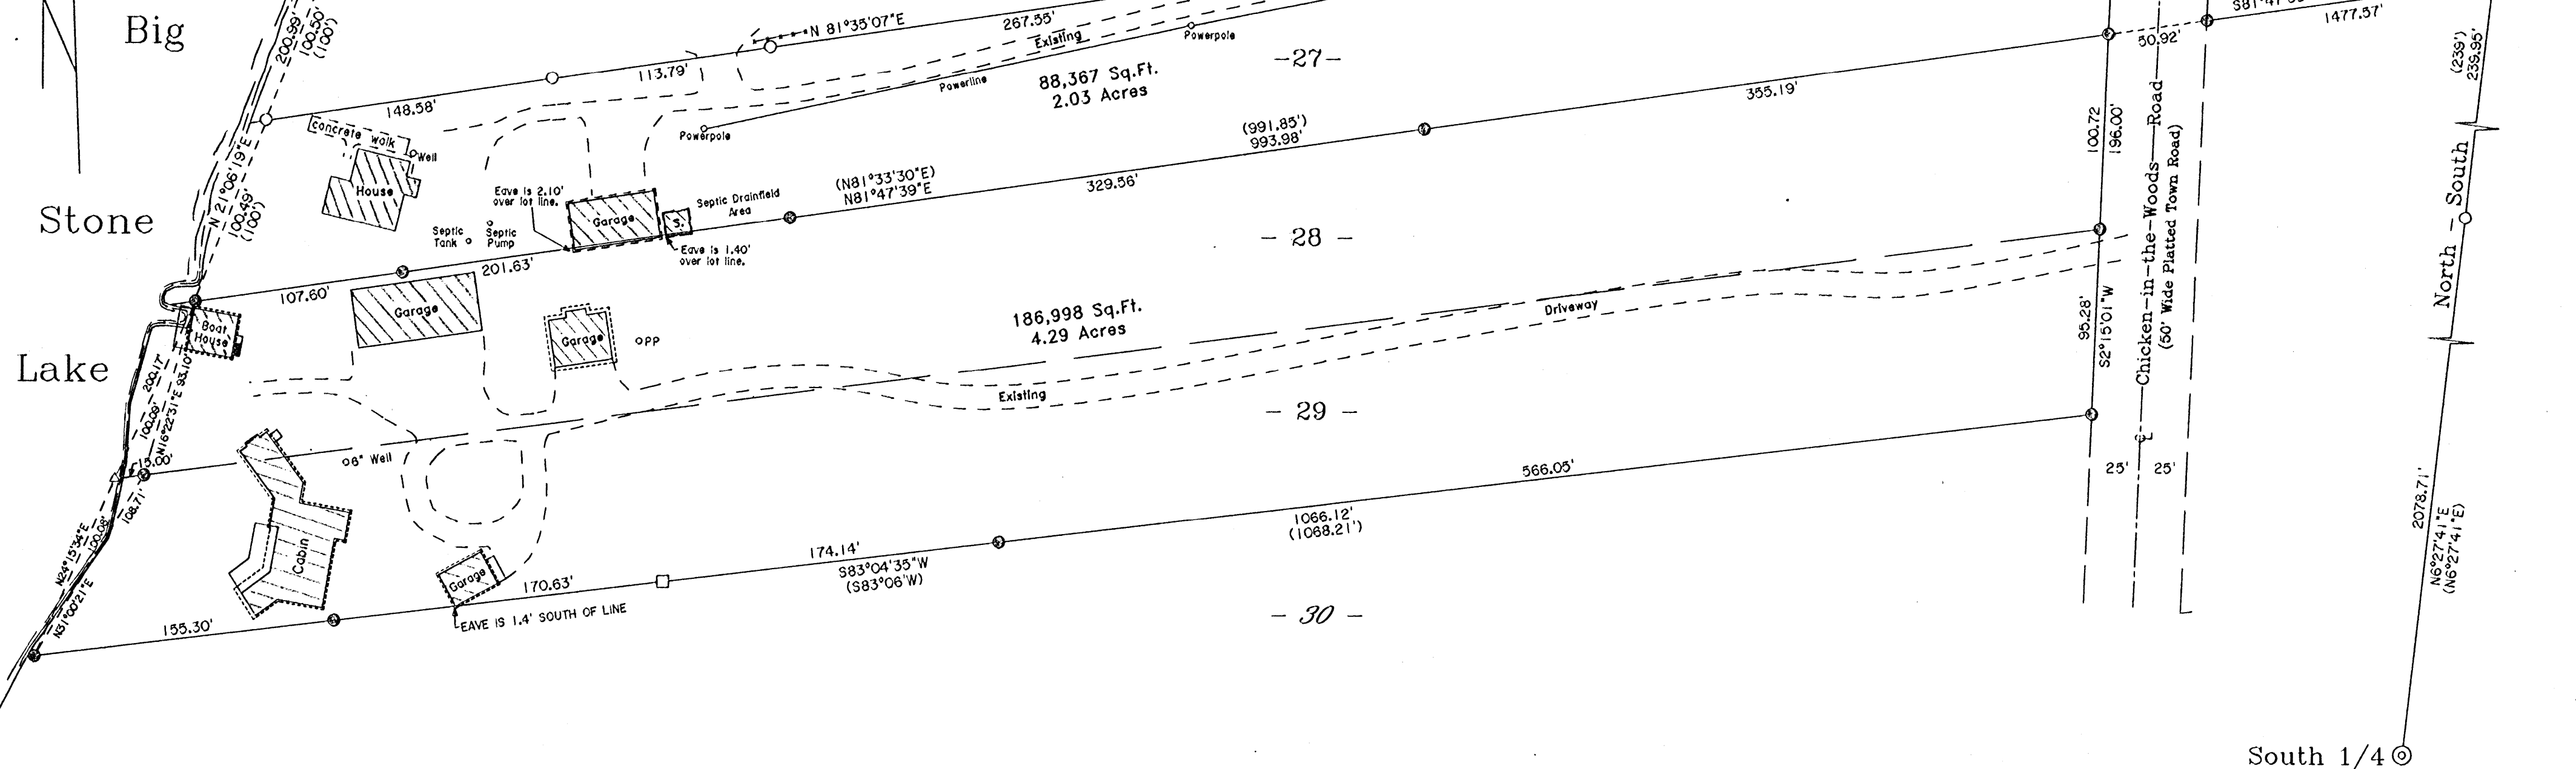 Big
Stone
Lake
200.99'
100.50'
(100')
N 81°35'07"E
267.55'
Existing
Powerpole
-27-
88,367 Sq.Ft.
2.03 Acres
Powerline
113.79'
148.58'
Powerpole
concrete walk
Well
House
N 21°06'19"E
100.49'
(100')
50.92'
1477.57'
(239')
239.95'
355.19'
(991.85')
993.98'
100.72
196.00'
Chicken-in-the-Woods Road
(50' Wide Platted Town Road)
North - South
(N81°33'30"E)
N81°47'39"E
329.56'
Eave is 2.10'
over lot line.
Garage
S.
Septic Drainfield
Area
Septic
Tank
Septic
Pump
Eave is 1.40'
over lot line.
- 28 -
201.63'
107.60'
Garage
Boat
House
Garage
PP
186,998 Sq.Ft.
4.29 Acres
Driveway
95.28'
S2°15'01"W
200.17'
100.09'
N16°22'31"E 93.10'
Existing
- 29 -
15.00'
6" Well
108.71'
N24°15'34"E
100.08'
N31°00'21"E
Cabin
Garage
566.05'
25'
25'
1066.12'
(1068.21')
174.14'
S83°04'35"W
(S83°06'W)
170.63'
EAVE IS 1.4' SOUTH OF LINE
155.30'
- 30 -
2078.71'
N6°27'41"E
(N6°27'41"E)
South 1/4